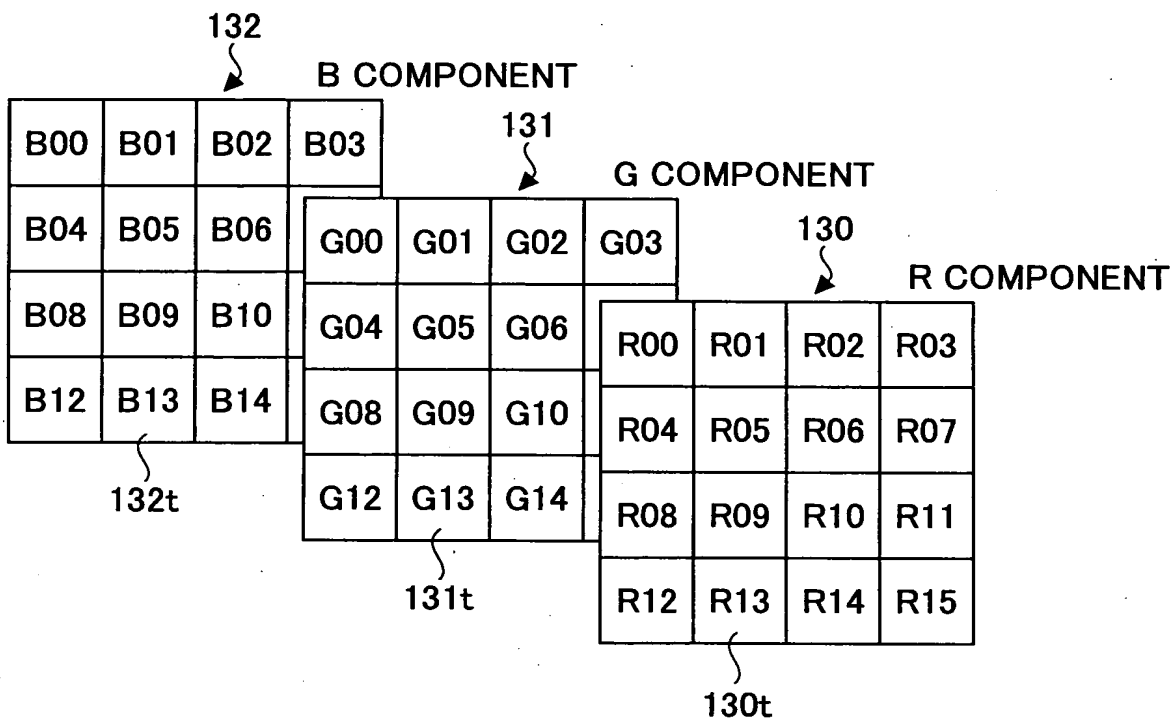 132
B COMPONENT
B00 B01 B02 B03
B04 B05 B06
B08 B09 B10
B12 B13 B14
132t
131
G COMPONENT
G00 G01 G02 G03
G04 G05 G06
G08 G09 G10
G12 G13 G14
131t
130
R COMPONENT
R00 R01 R02 R03
R04 R05 R06 R07
R08 R09 R10 R11
R12 R13 R14 R15
130t